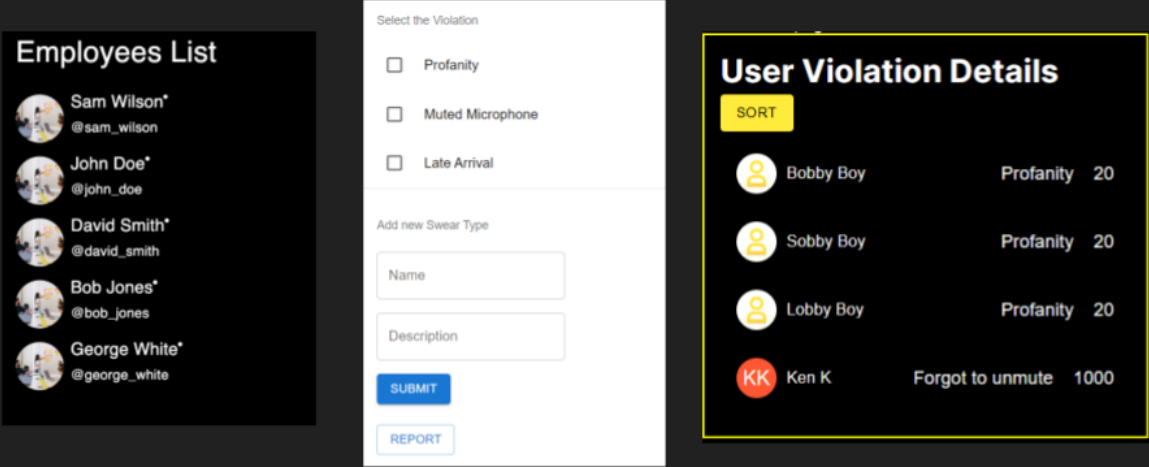 Employees List
Sam Wilson*
@sam_wilson
John Doe*
@john_doe
David Smith*
@david_smith
Bob Jones*
@bob_jones
George White*
@george_white
Select the Violation
Profanity
Muted Microphone
Late Arrival
Add new Swear Type
Name
Description
SUBMIT
REPORT
User Violation Details
SORT
Bobby Boy Profanity 20
Sobby Boy Profanity 20
Lobby Boy Profanity 20
KK Ken K Forgot to unmute 1000